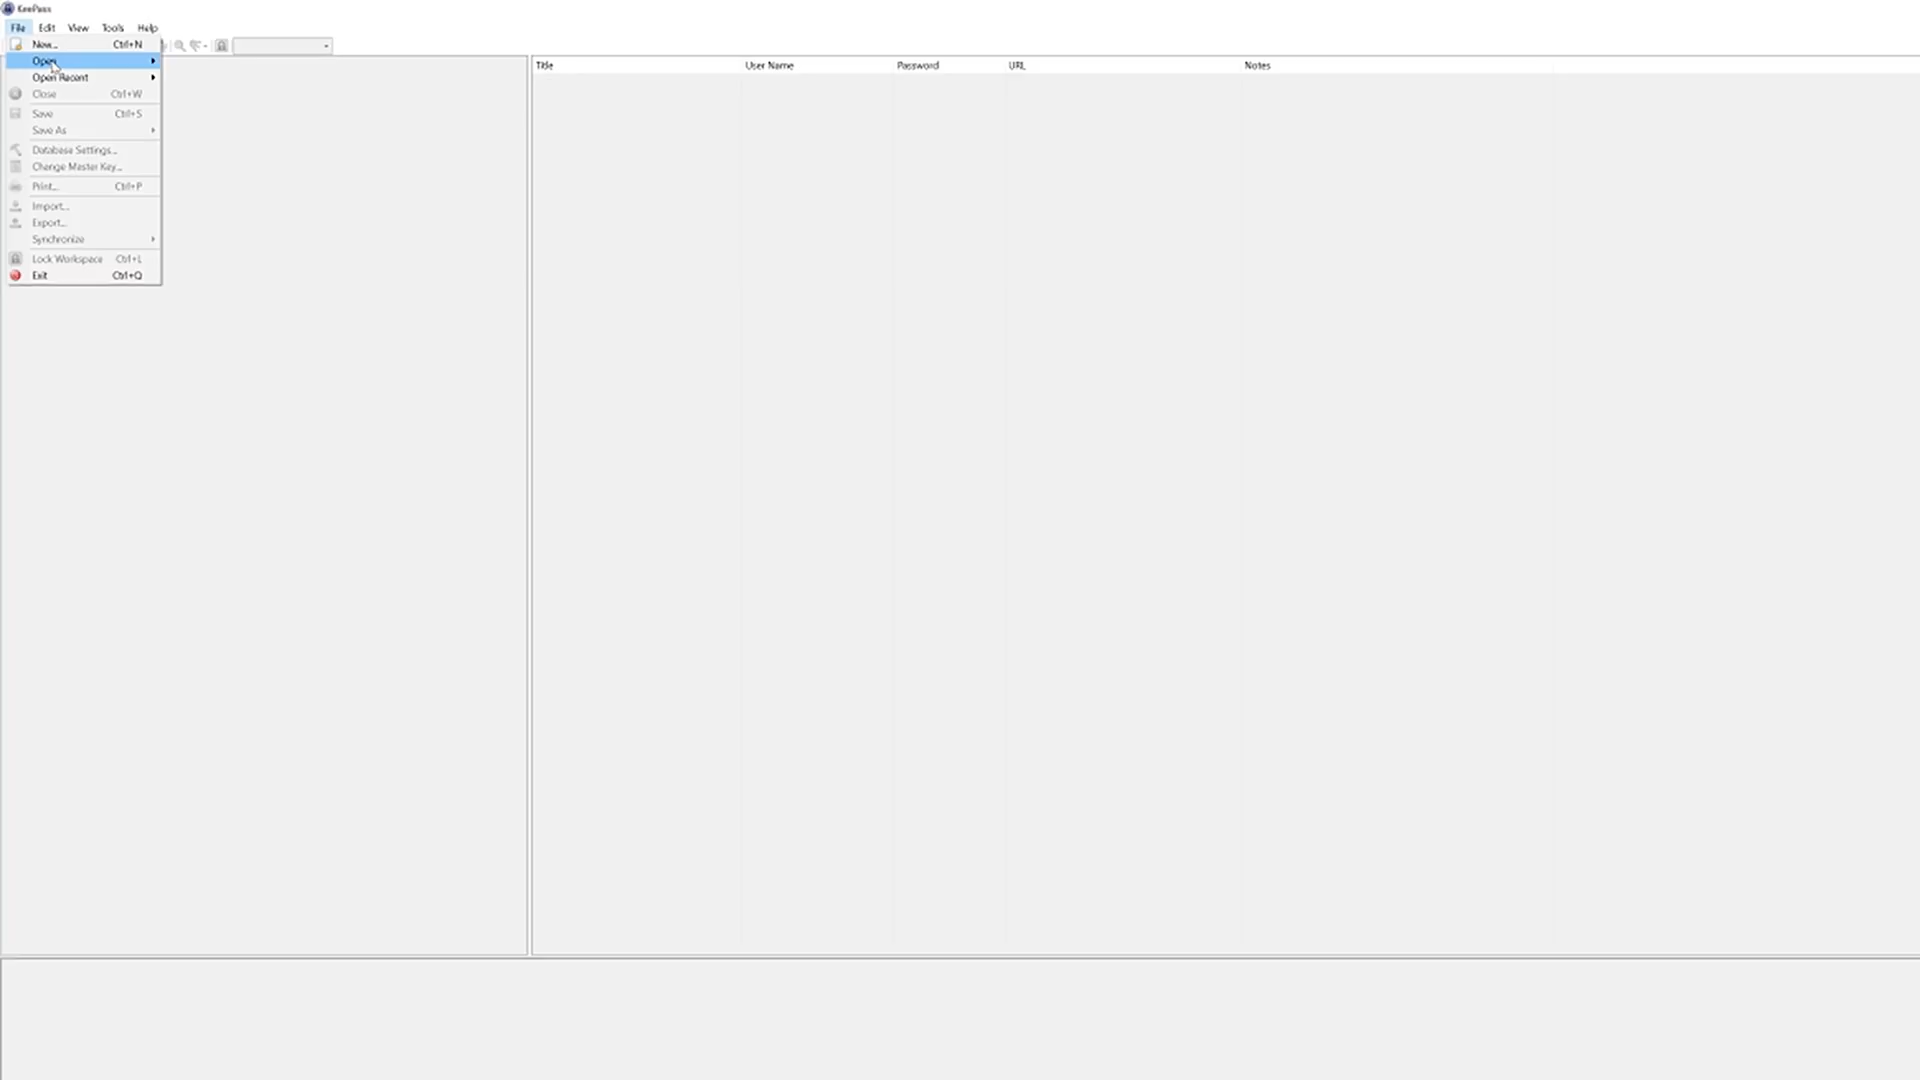 KeePass
File Edit View Tools Help
New... Ctrl+N
Open
Open Recent
Close Ctrl+W
Save Ctrl+S
Save As
Database Settings...
Change Master Key...
Print... Ctrl+P
Import...
Export...
Synchronize
Lock Workspace Ctrl+L
Exit Ctrl+Q
Title User Name Password URL Notes